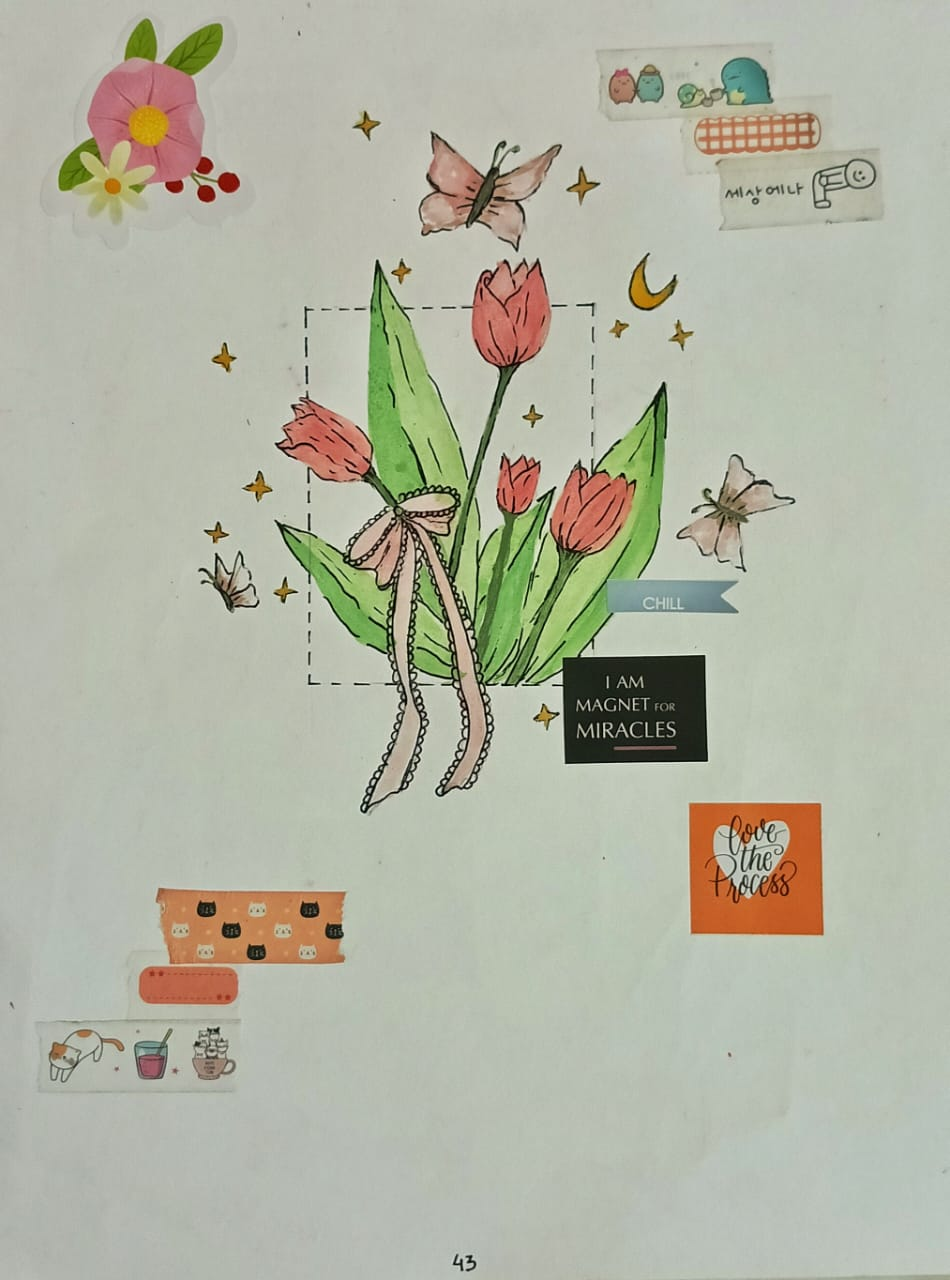 세상에나
CHILL
I AM
MAGNET FOR
MIRACLES
love
the
Process
43